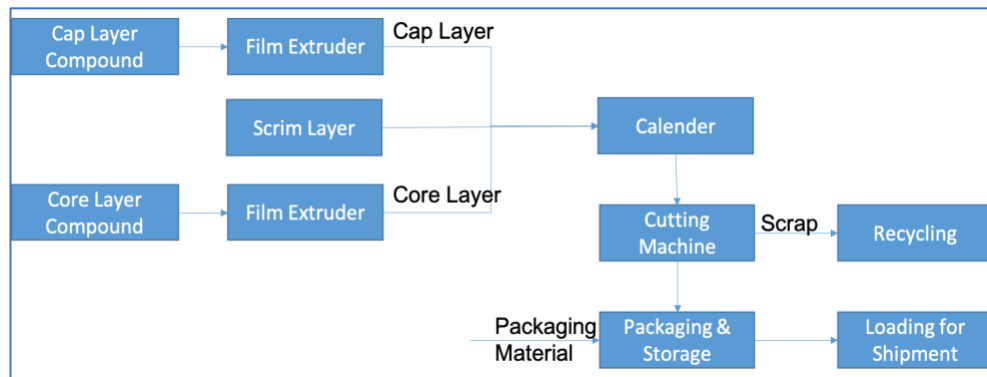 Cap Layer
Compound
Film Extruder
Cap Layer
Scrim Layer
Calender
Core Layer
Compound
Film Extruder
Core Layer
Cutting
Machine
Scrap
Recycling
Packaging
Material
Packaging &
Storage
Loading for
Shipment